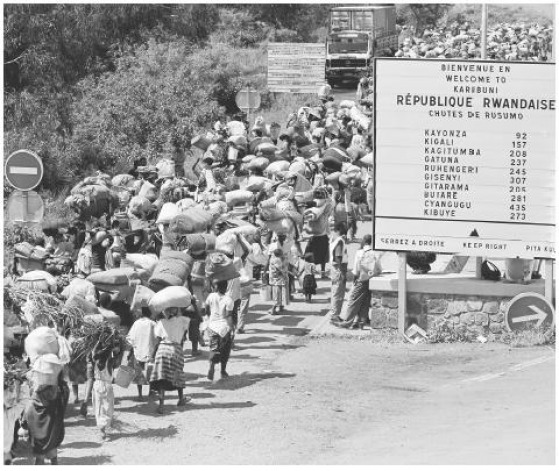 BIENVENUE EN
WELCOME TO
KARIBUNI
RÉPUBLIQUE RWANDAISE
CHUTES DE RUSUMO
KAYONZA 92
KIGALI 157
KAGITUMBA 208
GATUNA 237
RUHENGERI 245
GISENYI 307
GITARAMA 205
BUTARE 281
CYANGUGU 435
KIBUYE 273
SERREZ A DROITE KEEP RIGHT PITA KU